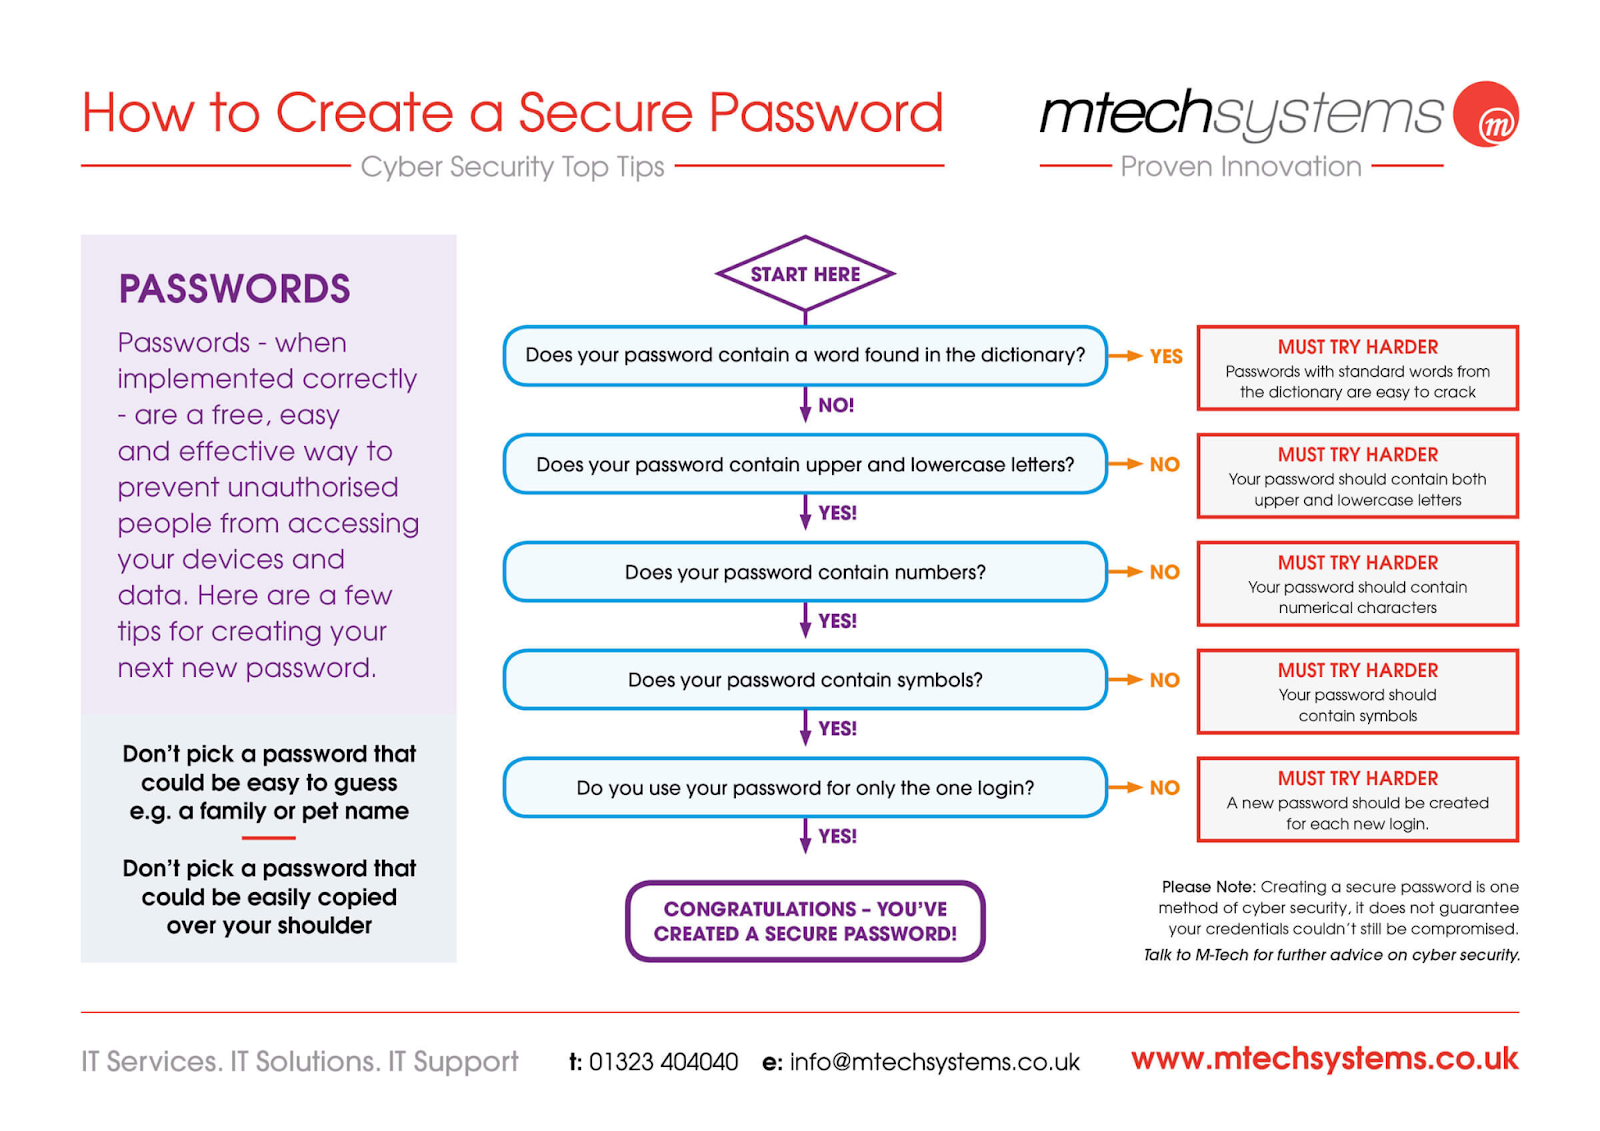 How to Create a Secure Password
Cyber Security Top Tips
mtechsystems
m
Proven Innovation
PASSWORDS
Passwords - when
implemented correctly
- are a free, easy
and effective way to
prevent unauthorised
people from accessing
your devices and
data. Here are a few
tips for creating your
next new password.
Don't pick a password that
could be easy to guess
e.g. a family or pet name
Don't pick a password that
could be easily copied
over your shoulder
START HERE
Does your password contain a word found in the dictionary?
YES
MUST TRY HARDER
Passwords with standard words from
the dictionary are easy to crack
NO!
Does your password contain upper and lowercase letters?
NO
MUST TRY HARDER
Your password should contain both
upper and lowercase letters
YES!
Does your password contain numbers?
NO
MUST TRY HARDER
Your password should contain
numerical characters
YES!
Does your password contain symbols?
NO
MUST TRY HARDER
Your password should
contain symbols
YES!
Do you use your password for only the one login?
NO
MUST TRY HARDER
A new password should be created
for each new login.
YES!
CONGRATULATIONS – YOU'VE
CREATED A SECURE PASSWORD!
Please Note: Creating a secure password is one
method of cyber security, it does not guarantee
your credentials couldn't still be compromised.
Talk to M-Tech for further advice on cyber security.
IT Services. IT Solutions. IT Support
t: 01323 404040 e: info@mtechsystems.co.uk
www.mtechsystems.co.uk